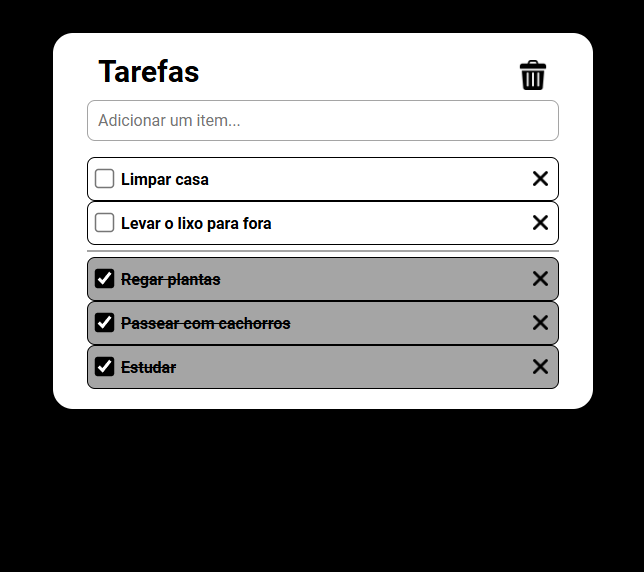 Tarefas
Adicionar um item...
Limpar casa
Levar o lixo para fora
Regar plantas
Passear com cachorros
Estudar